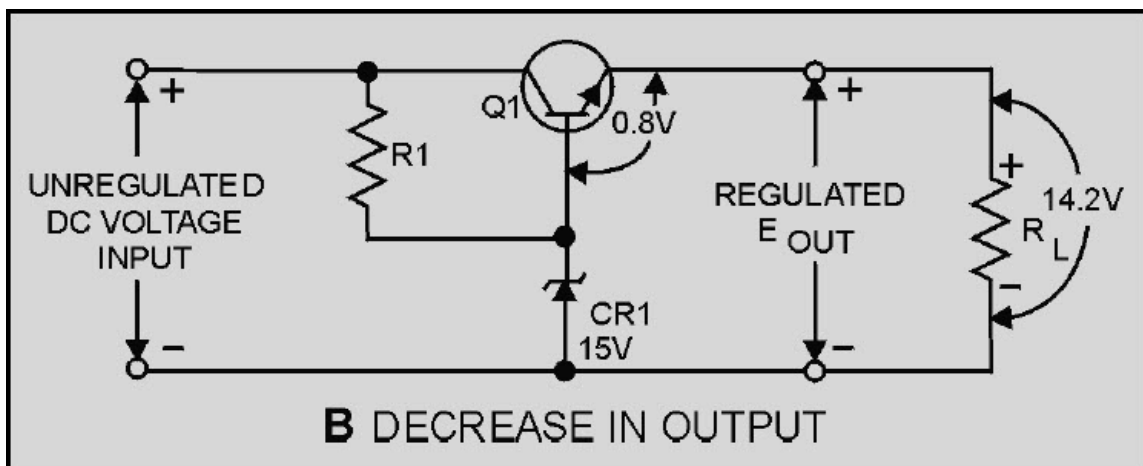 +
UNREGULATED
DC VOLTAGE
INPUT
−
R1
Q1
0.8V
CR1
15V
+
REGULATED
E OUT
−
+
R L
−
14.2V
B DECREASE IN OUTPUT